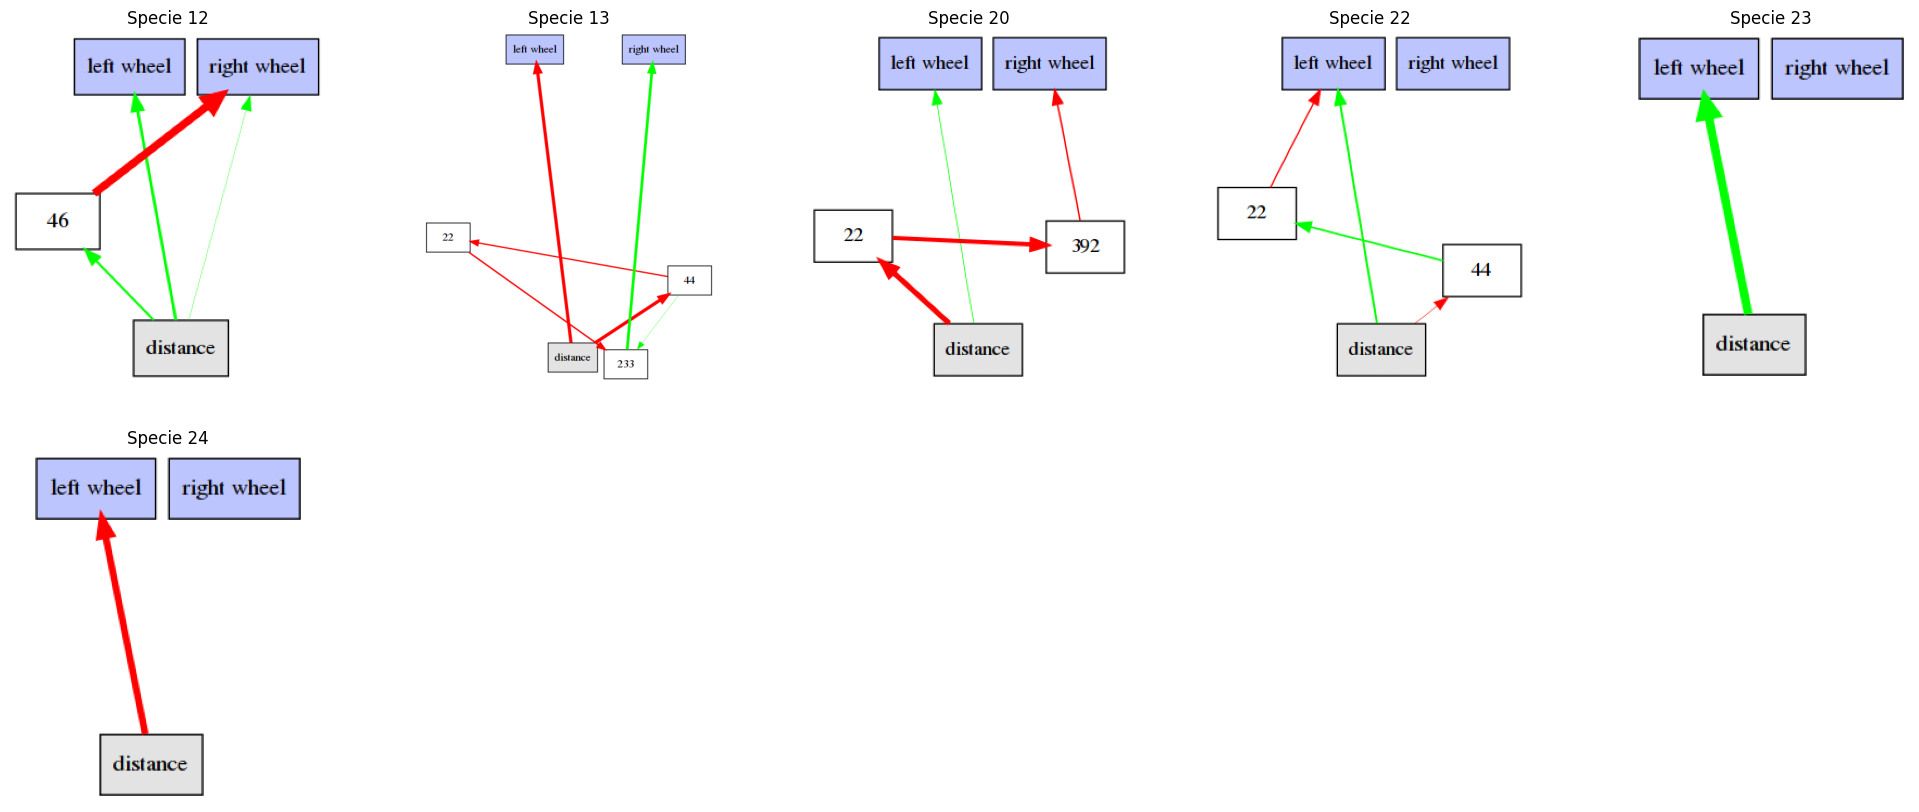 Specie 12
left wheel
right wheel
46
distance
Specie 13
left wheel
right wheel
22
44
distance
233
Specie 20
left wheel
right wheel
22
392
distance
Specie 22
left wheel
right wheel
22
44
distance
Specie 23
left wheel
right wheel
distance
Specie 24
left wheel
right wheel
distance